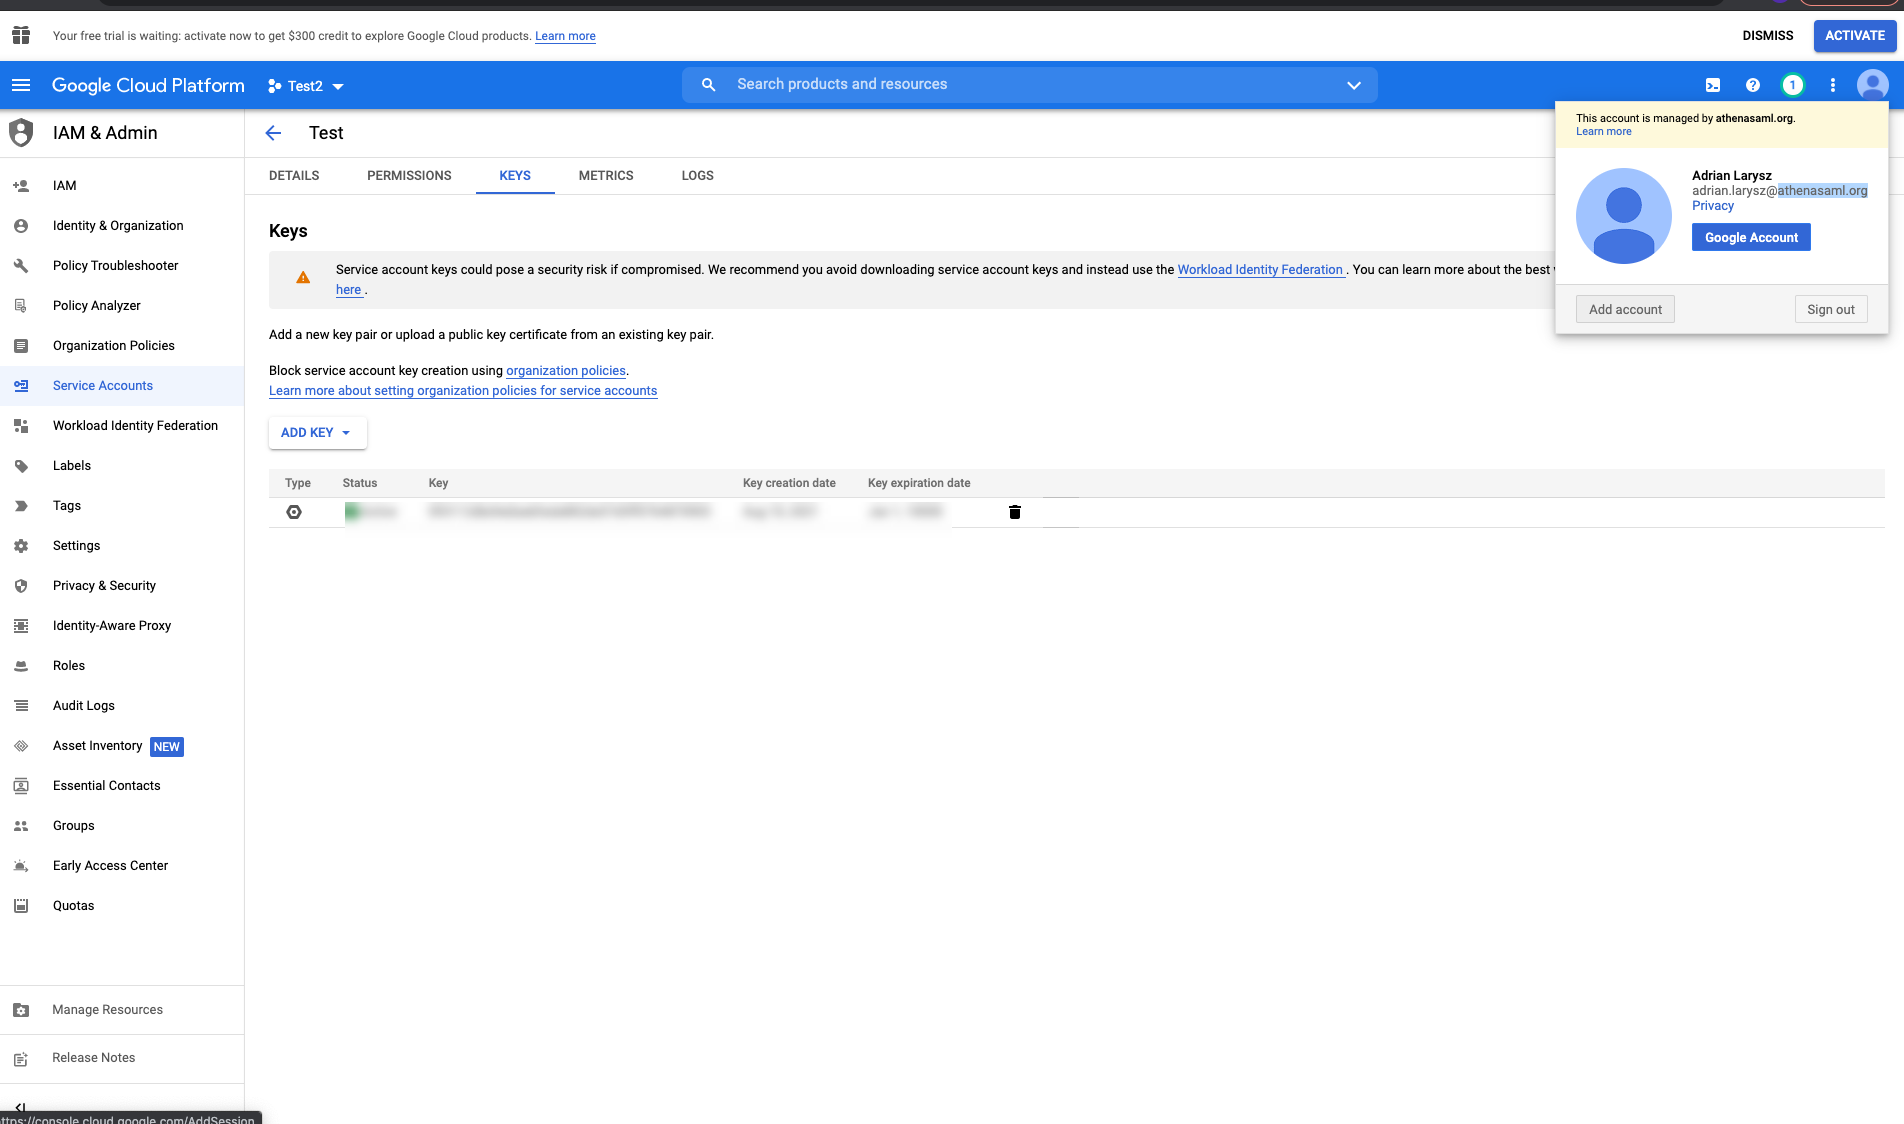 Your free trial is waiting: activate now to get $300 credit to explore Google Cloud products. Learn more
DISMISS
ACTIVATE
Google Cloud Platform
Test2
Search products and resources
1
This account is managed by athenasaml.org.
Learn more
Adrian Larysz
adrian.larysz@athenasaml.org
Privacy
Google Account
Add account
Sign out
IAM & Admin
IAM
Identity & Organization
Policy Troubleshooter
Policy Analyzer
Organization Policies
Service Accounts
Workload Identity Federation
Labels
Tags
Settings
Privacy & Security
Identity-Aware Proxy
Roles
Audit Logs
Asset Inventory NEW
Essential Contacts
Groups
Early Access Center
Quotas
Manage Resources
Release Notes
Test
DETAILS
PERMISSIONS
KEYS
METRICS
LOGS
Keys
Service account keys could pose a security risk if compromised. We recommend you avoid downloading service account keys and instead use the Workload Identity Federation . You can learn more about the best
here .
Add a new key pair or upload a public key certificate from an existing key pair.
Block service account key creation using organization policies.
Learn more about setting organization policies for service accounts
ADD KEY
Type Status Key Key creation date Key expiration date
ttps://console.cloud.google.com/AddSession